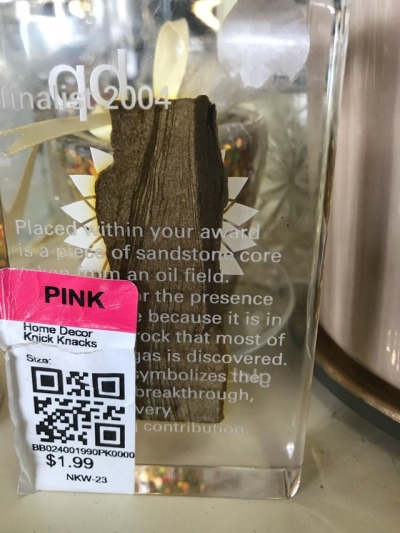 qd
finalist 2004
Placed within your award
is a piece of sandstone core
from an oil field.
for the presence
because it is in
rock that most of
gas is discovered.
symbolizes the
breakthrough,
contribution.
PINK
Home Decor
Knick Knacks
Size:
BB024001990PK0000
$1.99
NKW-23